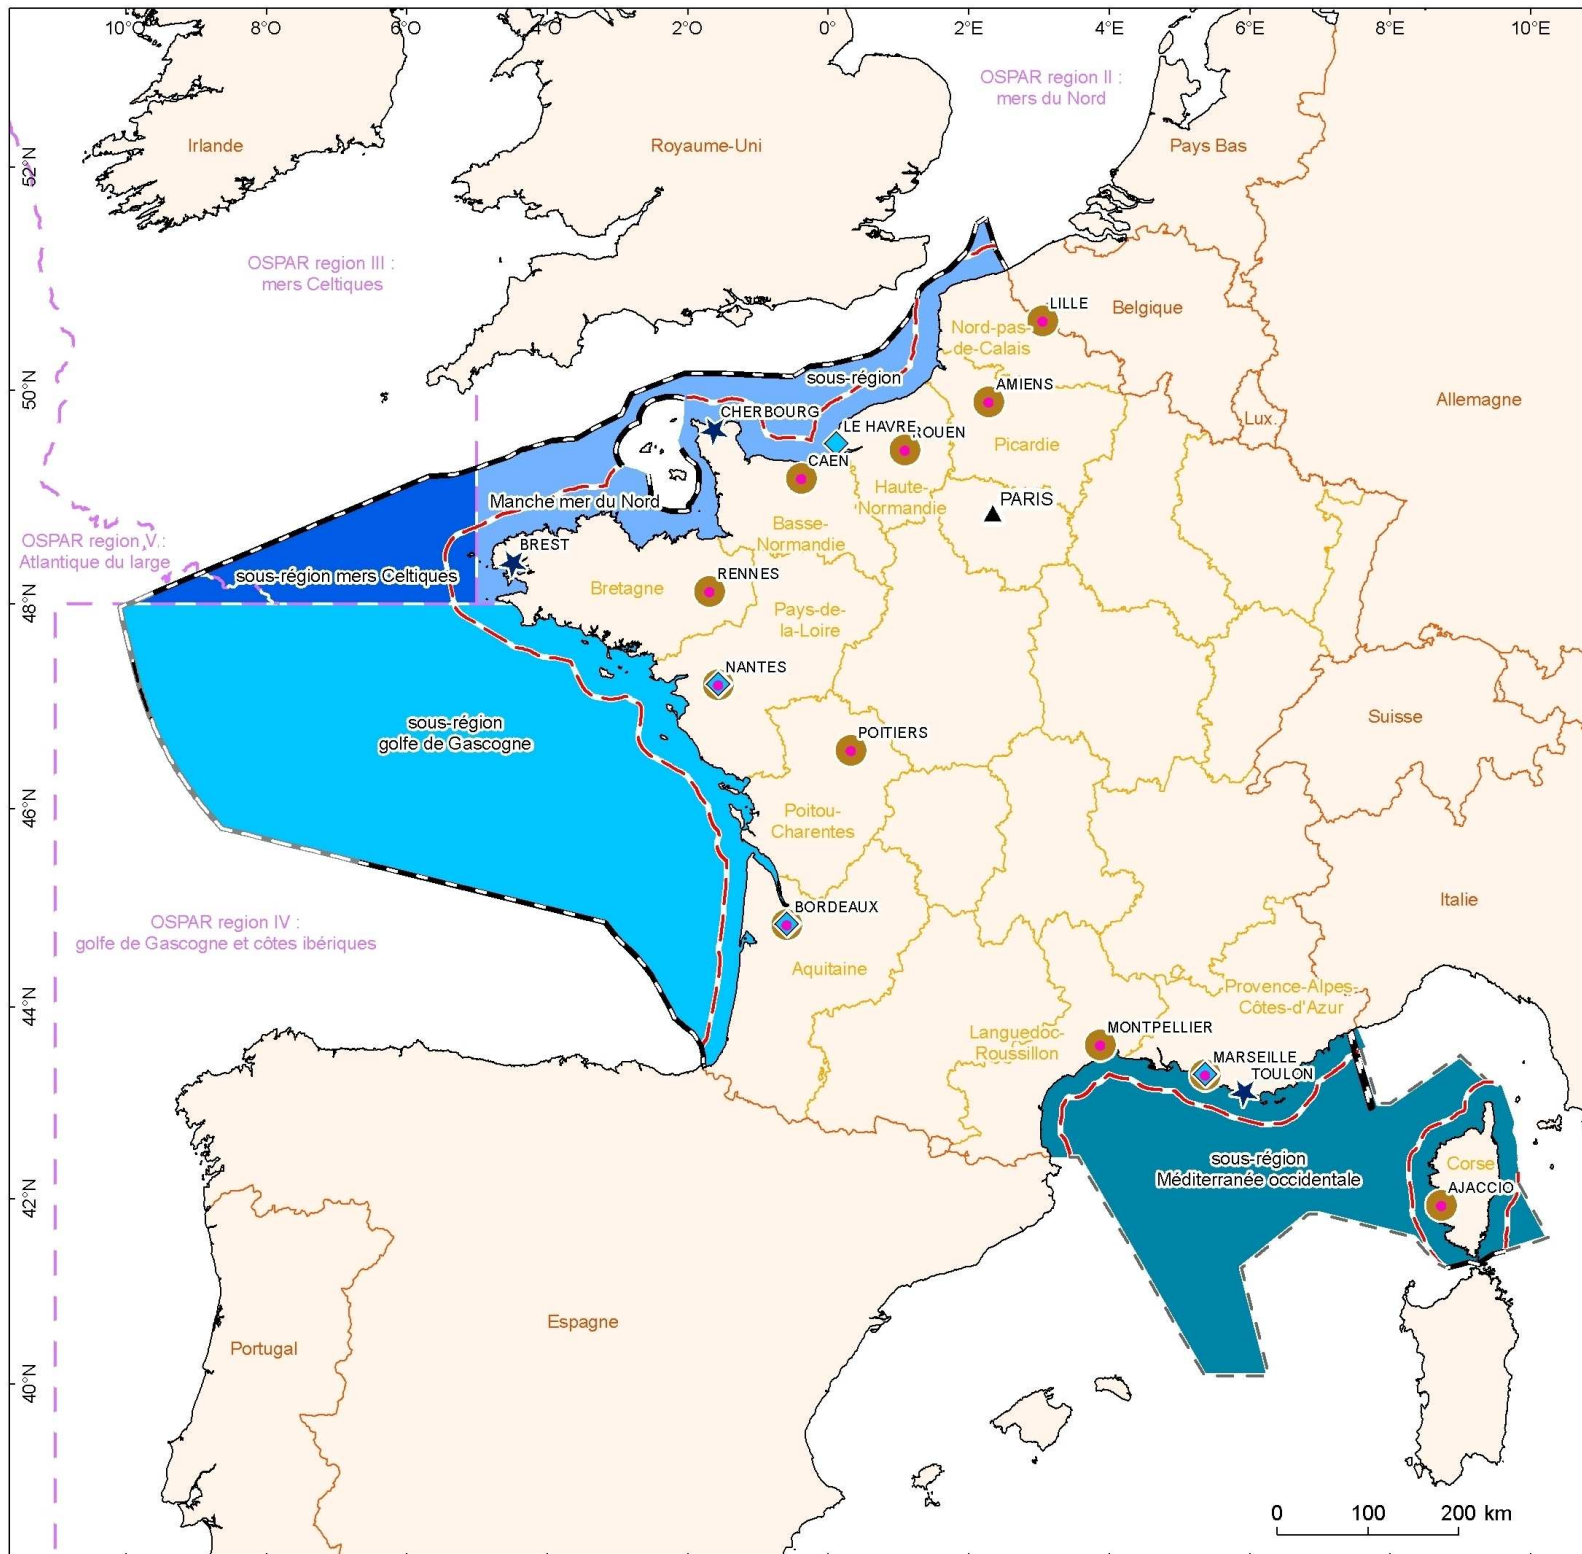 10°O
8°O
6°O
4°O
2°O
0°
2°E
4°E
6°E
8°E
10°E
OSPAR region II :
mers du Nord
Irlande
Royaume-Uni
Pays Bas
52°N
OSPAR region III :
mers Celtiques
LILLE
Belgique
Nord-pas-
de-Calais
50°N
sous-région
AMIENS
Allemagne
CHERBOURG
LE HAVRE
ROUEN
Lux.
Picardie
CAEN
Haute-
Normandie
Manche mer du Nord
PARIS
Basse-
Normandie
OSPAR region V :
Atlantique du large
BREST
sous-région mers Celtiques
RENNES
Bretagne
48°N
Pays-de-
la-Loire
NANTES
sous-région
golfe de Gascogne
Suisse
POITIERS
46°N
Poitou-
Charentes
BORDEAUX
Italie
OSPAR region IV :
golfe de Gascogne et côtes ibériques
Aquitaine
Provence-Alpes-
Côtes-d'Azur
44°N
Languedoc-
Roussillon
MONTPELLIER
MARSEILLE
TOULON
sous-région
Méditerranée occidentale
Corse
AJACCIO
42°N
Espagne
Portugal
40°N
0
100
200 km